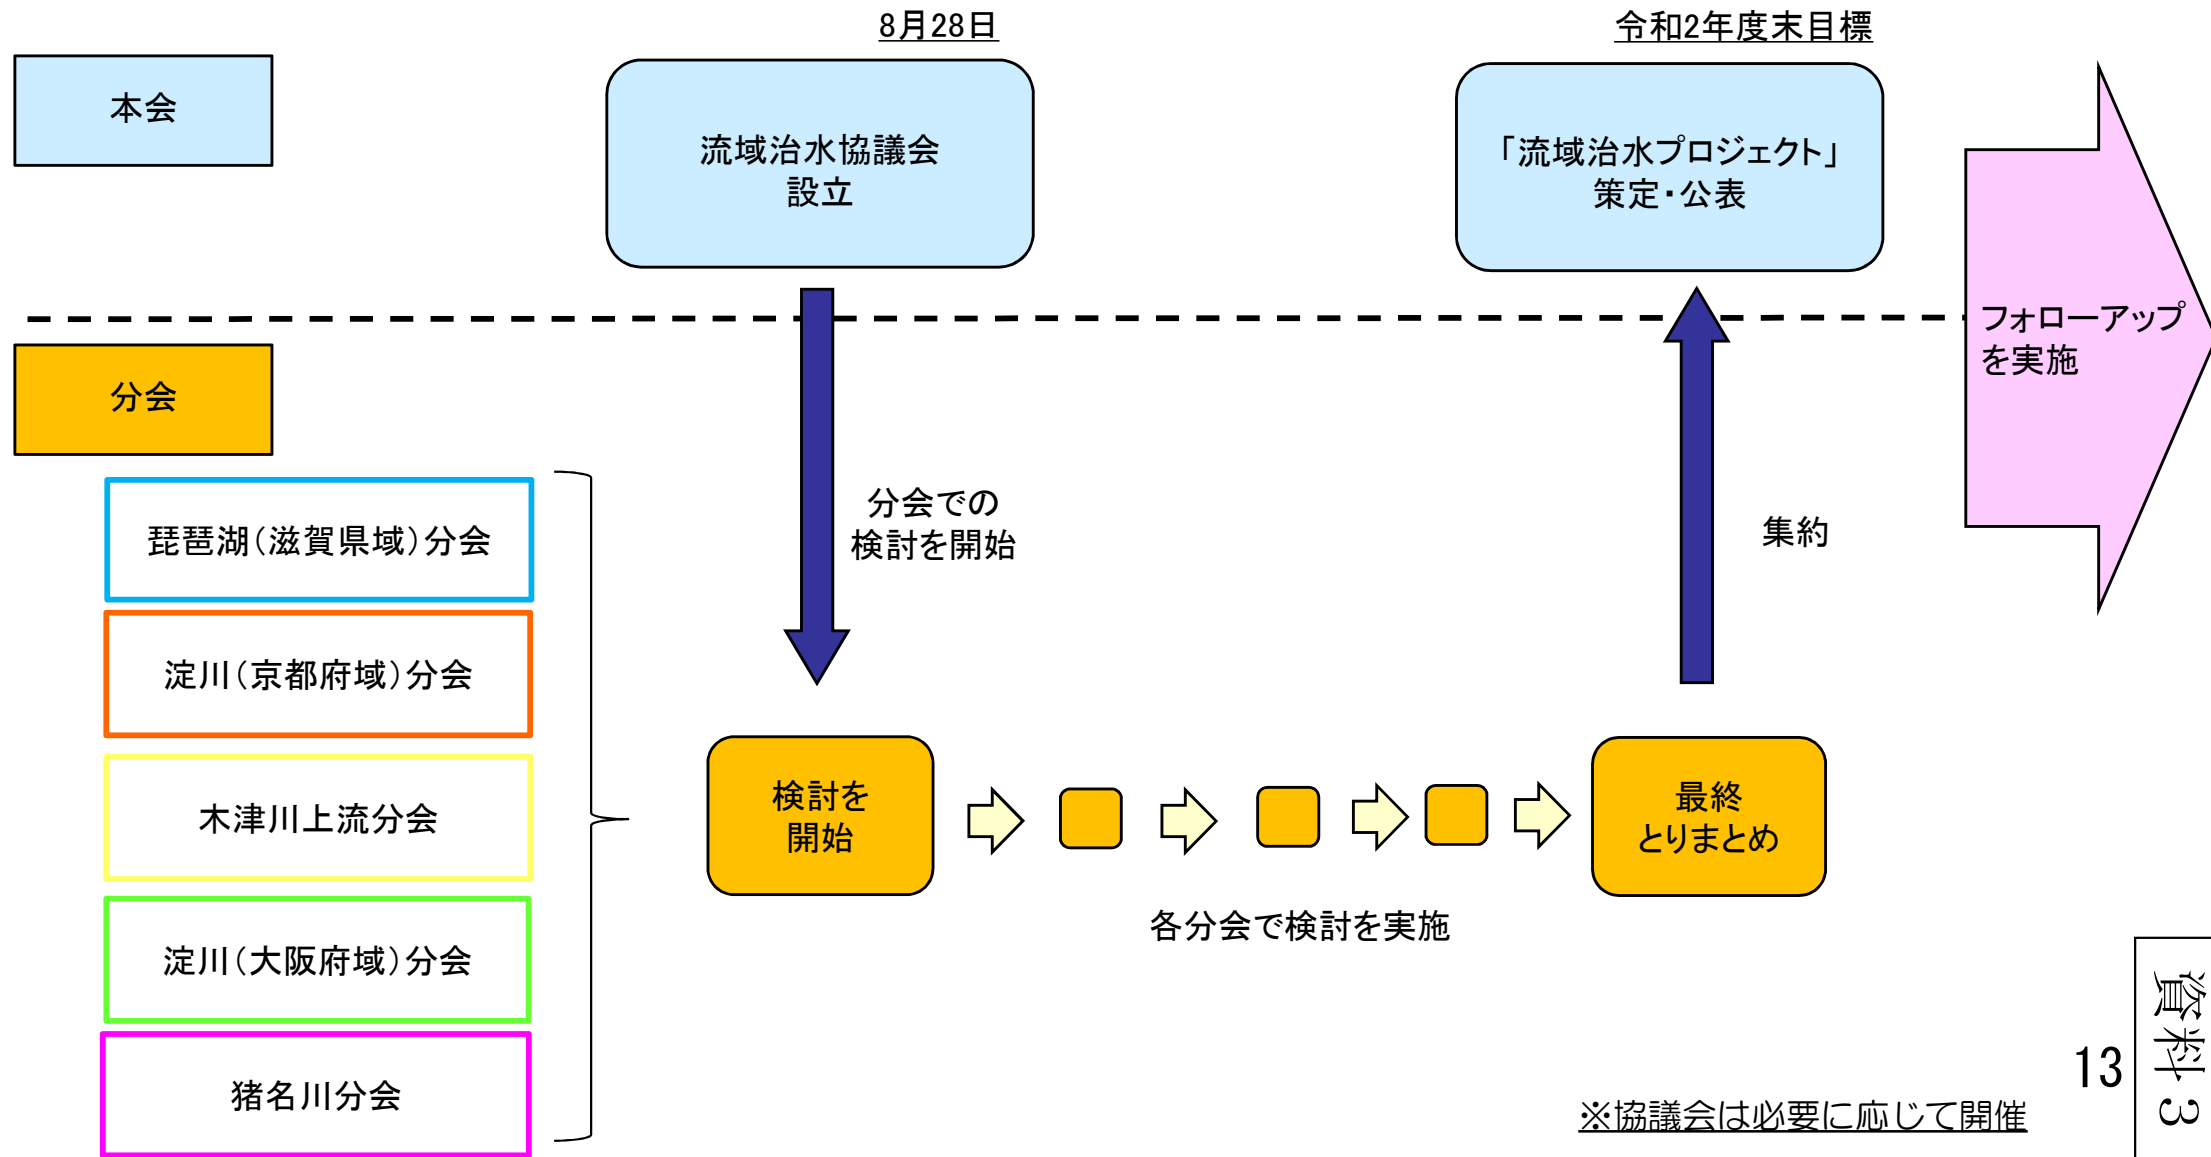 8月28日
令和2年度末目標
本会
流域治水協議会
設立
「流域治水プロジェクト」
策定・公表
フォローアップ
を実施
分会
琵琶湖（滋賀県域）分会
淀川（京都府域）分会
木津川上流分会
淀川（大阪府域）分会
猪名川分会
分会での
検討を開始
集約
検討を
開始
最終
とりまとめ
各分会で検討を実施
※協議会は必要に応じて開催
13
資料3